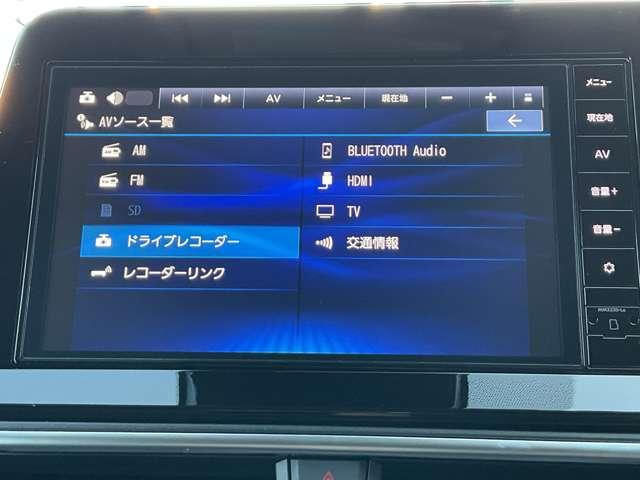 AV メニュー 現在地 − +
AVソース一覧
AM
FM
SD
ドライブレコーダー
レコーダーリンク
BLUETOOTH Audio
HDMI
TV
交通情報
メニュー
現在地
AV
音量+
音量−